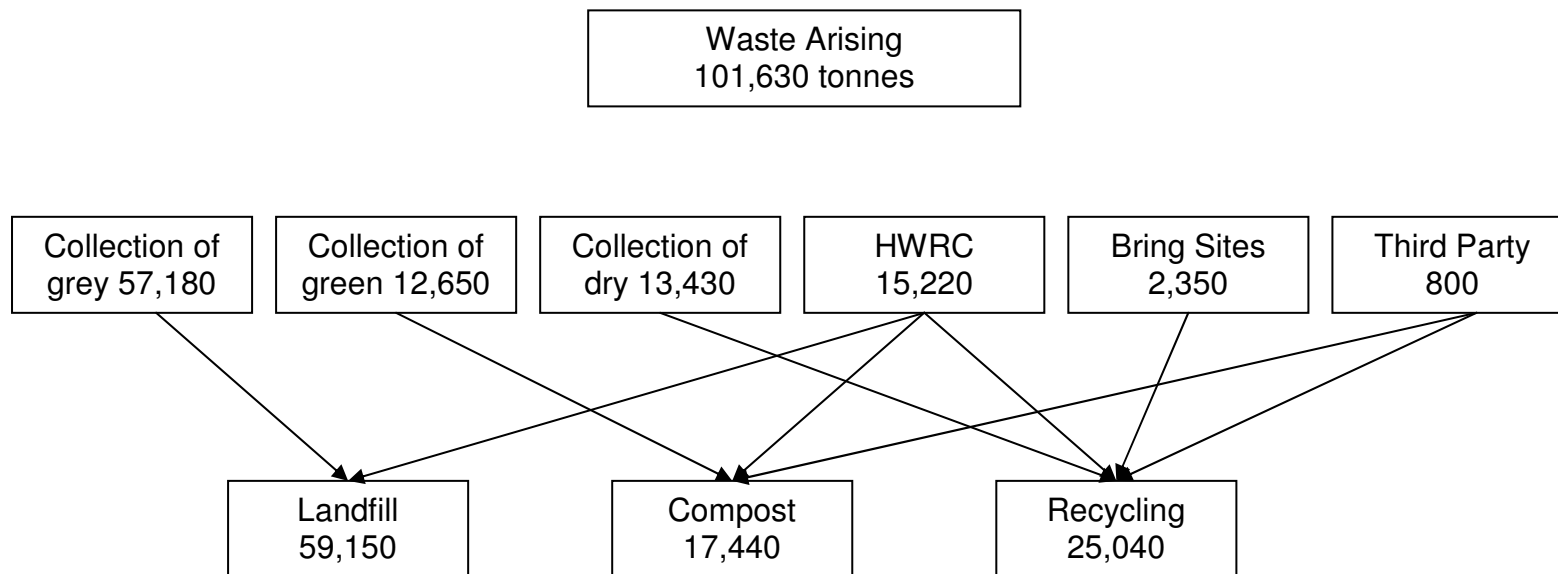 Waste Arising
101,630 tonnes
Collection of
grey 57,180
Collection of
green 12,650
Collection of
dry 13,430
HWRC
15,220
Bring Sites
2,350
Third Party
800
Landfill
59,150
Compost
17,440
Recycling
25,040